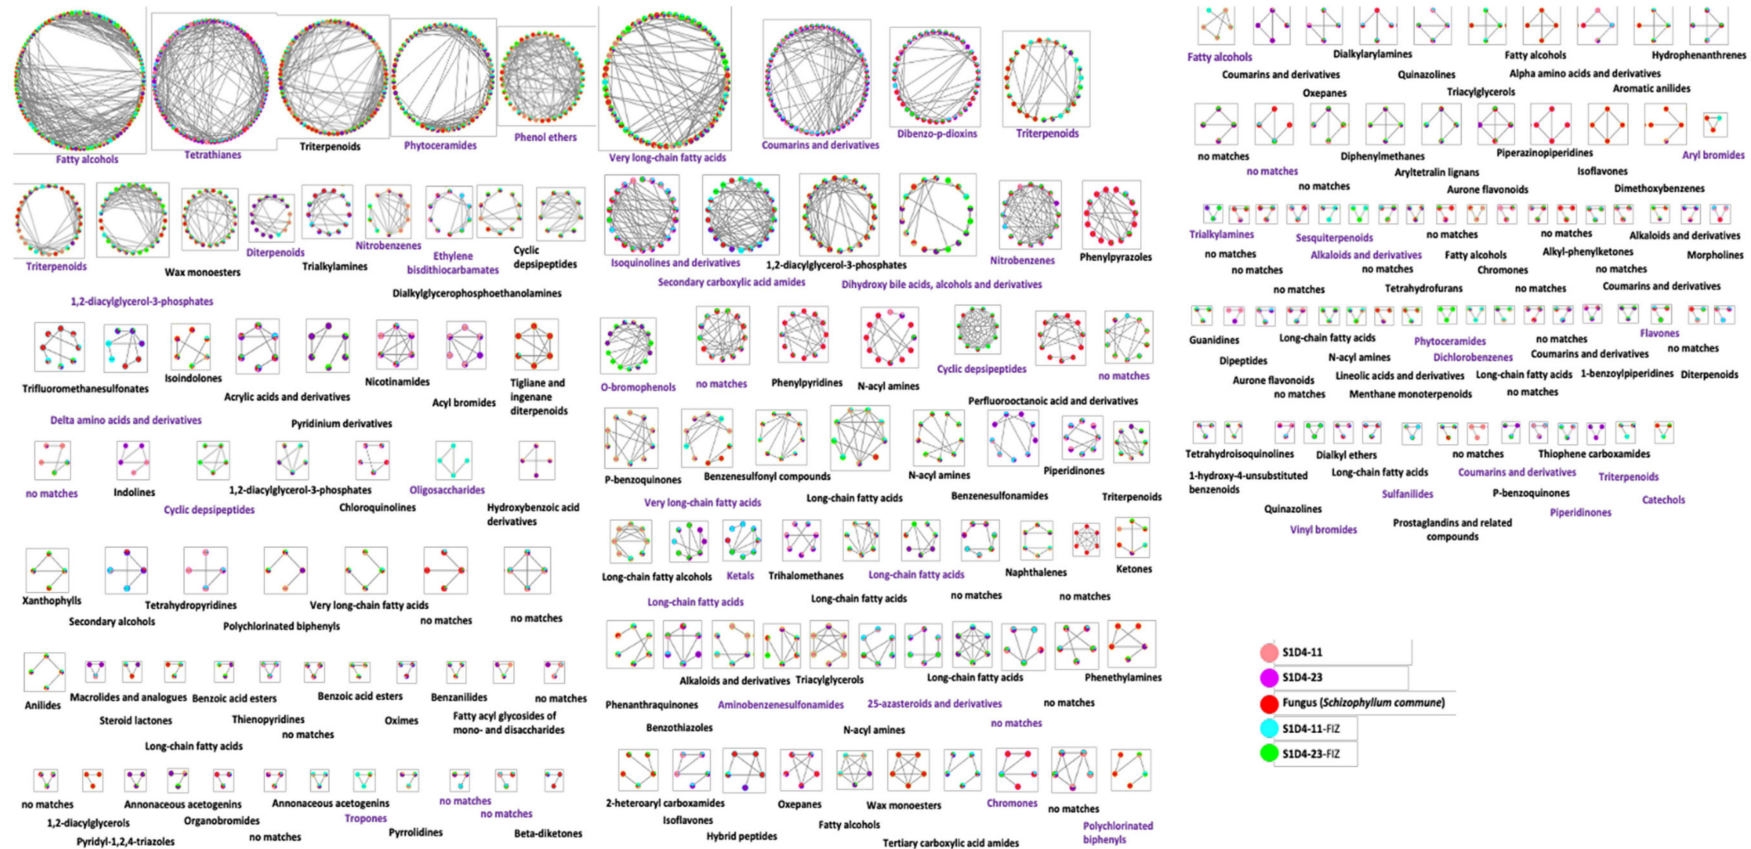 Fatty alcohols
Tetrathianes
Triterpenoids
Phytoceramides
Phenol ethers
Triterpenoids
1,2-diacylglycerol-3-phosphates
Wax monoesters
Diterpenoids
Trialkylamines
Nitrobenzenes
Ethylene
bisdithiocarbamates
Dialkylglycerophosphoethanolamines
Cyclic
depsipeptides
Trifluoromethanesulfonates
Delta amino acids and derivatives
Isoindolones
Acrylic acids and derivatives
Pyridinium derivatives
Nicotinamides
Acyl bromides
Tigliane and
ingenane
diterpenoids
no matches
Indolines
Cyclic depsipeptides
1,2-diacylglycerol-3-phosphates
Chloroquinolines
Oligosaccharides
Hydroxybenzoic acid
derivatives
Xanthophylls
Secondary alcohols
Tetrahydropyridines
Polychlorinated biphenyls
Very long-chain fatty acids
no matches
no matches
Anilides
Macrolides and analogues
Steroid lactones
Long-chain fatty acids
Benzoic acid esters
Thienopyridines
no matches
Benzoic acid esters
Oximes
Benzanilides
Fatty acyl glycosides of
mono- and disaccharides
no matches
no matches
1,2-diacylglycerols
Pyridyl-1,2,4-triazoles
Annonaceous acetogenins
Organobromides
no matches
Annonaceous acetogenins
Tropones
Pyrrolidines
no matches
no matches
Beta-diketones
Very long-chain fatty acids
Coumarins and derivatives
Dibenzo-p-dioxins
Triterpenoids
Isoquinolines and derivatives
Secondary carboxylic acid amides
1,2-diacylglycerol-3-phosphates
Dihydroxy bile acids, alcohols and derivatives
Nitrobenzenes
Phenylpyrazoles
O-bromophenols
no matches
Phenylpyridines
N-acyl amines
Cyclic depsipeptides
Perfluorooctanoic acid and derivatives
no matches
P-benzoquinones
Very long-chain fatty acids
Benzenesulfonyl compounds
Long-chain fatty acids
N-acyl amines
Benzenesulfonamides
Piperidinones
Triterpenoids
Long-chain fatty alcohols
Long-chain fatty acids
Ketals
Trihalomethanes
Long-chain fatty acids
Long-chain fatty acids
no matches
Naphthalenes
no matches
Ketones
Phenanthraquinones
Benzothiazoles
Alkaloids and derivatives
Aminobenzenesulfonamides
Triacylglycerols
N-acyl amines
25-azasteroids and derivatives
Long-chain fatty acids
no matches
no matches
Phenethylamines
2-heteroaryl carboxamides
Isoflavones
Hybrid peptides
Oxepanes
Fatty alcohols
Wax monoesters
Tertiary carboxylic acid amides
Chromones
no matches
Polychlorinated
biphenyls
Fatty alcohols
Coumarins and derivatives
Oxepanes
Dialkylarylamines
Quinazolines
Triacylglycerols
Fatty alcohols
Alpha amino acids and derivatives
Aromatic anilides
Hydrophenanthrenes
no matches
no matches
no matches
Diphenylmethanes
Aryltetralin lignans
Aurone flavonoids
Piperazinopiperidines
Isoflavones
Dimethoxybenzenes
Aryl bromides
Trialkylamines
no matches
no matches
no matches
Sesquiterpenoids
Alkaloids and derivatives
no matches
Tetrahydrofurans
no matches
Fatty alcohols
Chromones
no matches
no matches
Alkyl-phenylketones
no matches
Coumarins and derivatives
Alkaloids and derivatives
Morpholines
Guanidines
Dipeptides
Aurone flavonoids
no matches
Long-chain fatty acids
N-acyl amines
Lineolic acids and derivatives
Menthane monoterpenoids
Phytoceramides
Dichlorobenzenes
Long-chain fatty acids
no matches
no matches
Coumarins and derivatives
1-benzoylpiperidines
Flavones
no matches
Diterpenoids
Tetrahydroisoquinolines
1-hydroxy-4-unsubstituted
benzenoids
Quinazolines
Vinyl bromides
Dialkyl ethers
Long-chain fatty acids
Sulfanilides
Prostaglandins and related
compounds
no matches
Coumarins and derivatives
P-benzoquinones
Piperidinones
Thiophene carboxamides
Triterpenoids
Catechols
S1D4-11
S1D4-23
Fungus (Schizophyllum commune)
S1D4-11-FIZ
S1D4-23-FIZ